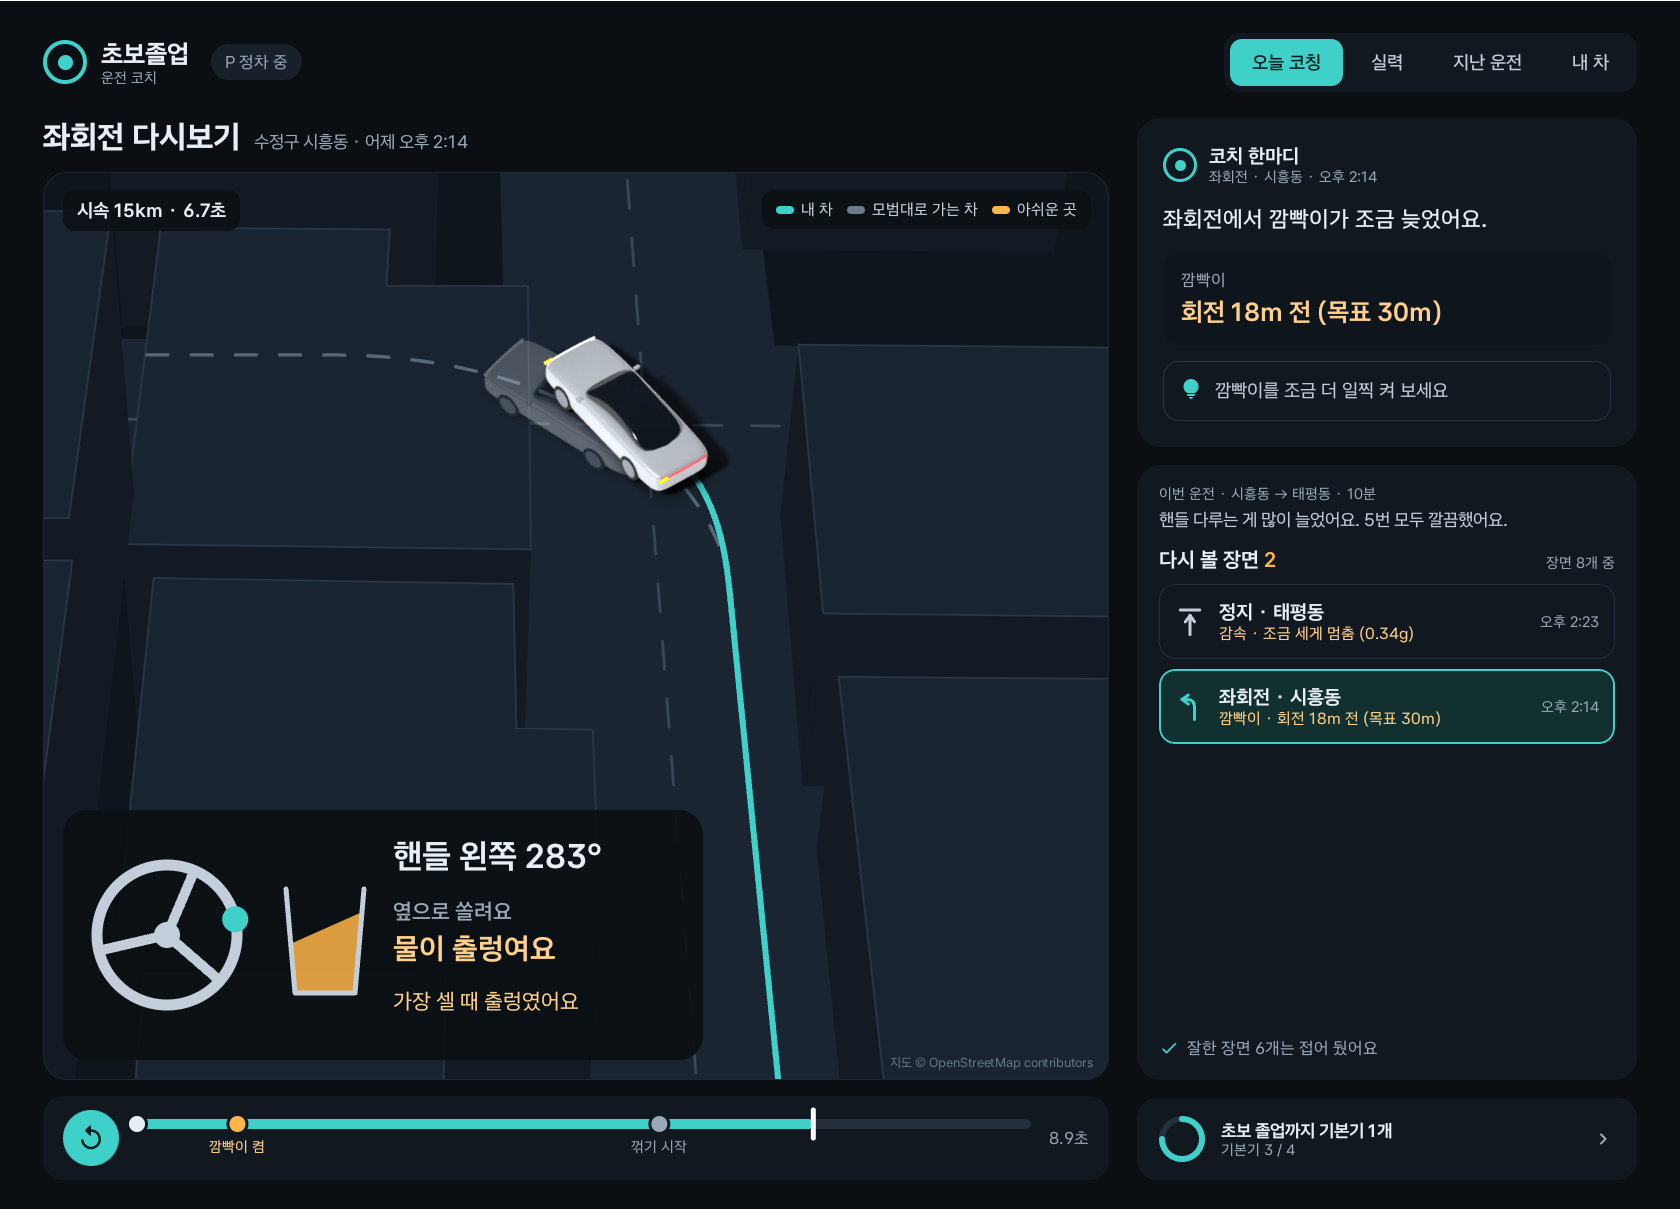 초보졸업
운전 코치
P 정차 중
오늘 코칭
실력
지난 운전
내 차
좌회전 다시보기
수정구 시흥동 · 어제 오후 2:14
시속 15km · 6.7초
내 차
모범대로 가는 차
아쉬운 곳
핸들 왼쪽 283°
옆으로 쏠려요
물이 출렁여요
가장 셀 때 출렁였어요
지도 © OpenStreetMap contributors
깜빡이 켬
꺾기 시작
8.9초
코치 한마디
좌회전 · 시흥동 · 오후 2:14
좌회전에서 깜빡이가 조금 늦었어요.
깜빡이
회전 18m 전 (목표 30m)
깜빡이를 조금 더 일찍 켜 보세요
이번 운전 · 시흥동 → 태평동 · 10분
핸들 다루는 게 많이 늘었어요. 5번 모두 깔끔했어요.
다시 볼 장면 2
장면 8개 중
정지 · 태평동
감속 · 조금 세게 멈춤 (0.34g)
오후 2:23
좌회전 · 시흥동
깜빡이 · 회전 18m 전 (목표 30m)
오후 2:14
잘한 장면 6개는 접어 뒀어요
초보 졸업까지 기본기 1개
기본기 3 / 4